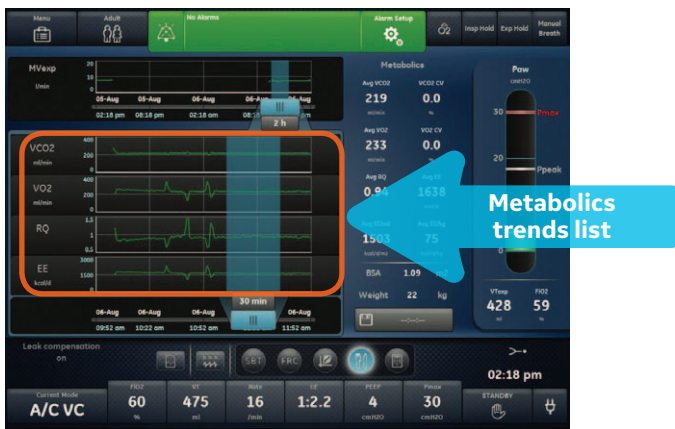 Menu
Adult
No Alarms
Alarm Setup
O2
Insp Hold
Exp Hold
Manual
Breath
MVexp
l/min
20
10
0
05-Aug 05-Aug 06-Aug 06-Aug
02:18 pm 08:18 pm 02:18 am
2 h
VCO2
ml/min
400
200
0
VO2
ml/min
400
200
0
RQ
1.5
1
0.5
EE
kcal/d
3000
1500
0
30 min
06-Aug 06-Aug 06-Aug 06-Aug
09:52 am 10:22 am 10:52 am 11:52 am
Metabolics
Avg VCO2 VCO2 CV
219 0.0
ml/min %
Avg VO2 VO2 CV
233 0.0
ml/min %
Avg RQ Avg EE
0.94 1638
1503 75
BSA 1.09 m2
Weight 22 kg
--:--
Paw
cmH2O
30
Pmax
20
Ppeak
0
VTexp FiO2
428 59
ml %
Metabolics
trends list
Leak compensation
on
SBT
FRC
02:18 pm
Current Mode
A/C VC
FiO2
60
%
VT
475
ml
Rate
16
/min
I:E
1:2.2
PEEP
4
cmH2O
Pmax
30
cmH2O
STANDBY